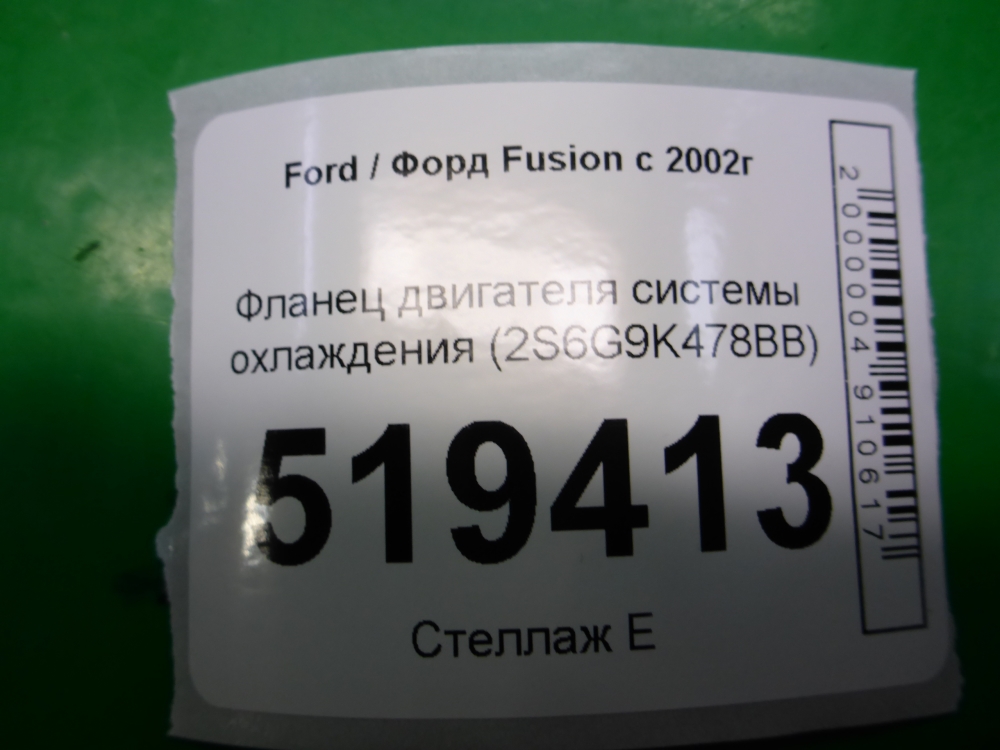 Ford / Форд Fusion с 2002г
Фланец двигателя системы
охлаждения (2S6G9K478BB)
519413
Стеллаж Е
2000004910617